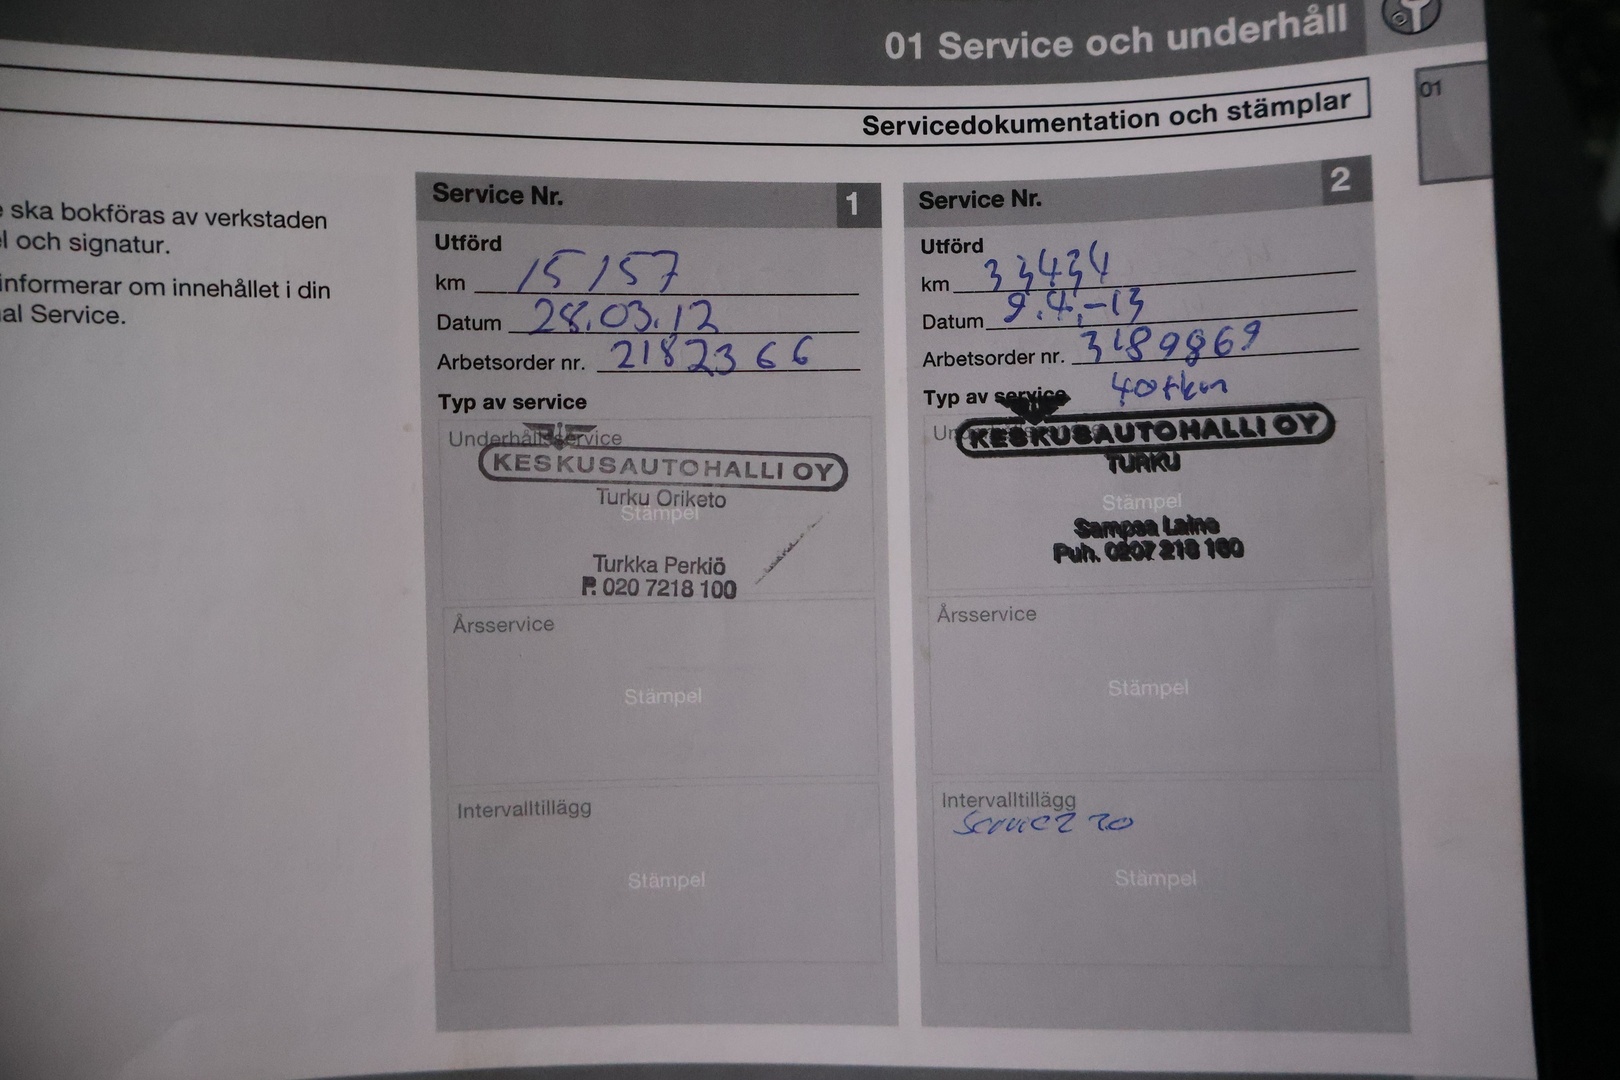 01 Service och underhåll
Servicedokumentation och stämplar
01
ska bokföras av verkstaden
l och signatur.
informerar om innehållet i din
al Service.
Service Nr. 1
Utförd
km 15157
Datum 28.03.12
Arbetsorder nr. 2182366
Typ av service
Underhållsservice
KESKUSAUTOHALLI OY
Turku Oriketo
Stämpel
Turkka Perkiö
P. 020 7218 100
Årsservice
Stämpel
Intervalltillägg
Stämpel
Service Nr. 2
Utförd
km 33434
Datum 9.4.-13
Arbetsorder nr. 3189869
Typ av service 40tkm
KESKUSAUTOHALLI OY
TURKU
Stämpel
Sampsa Laine
Puh. 0207 218 160
Årsservice
Stämpel
Intervalltillägg
Stämpel